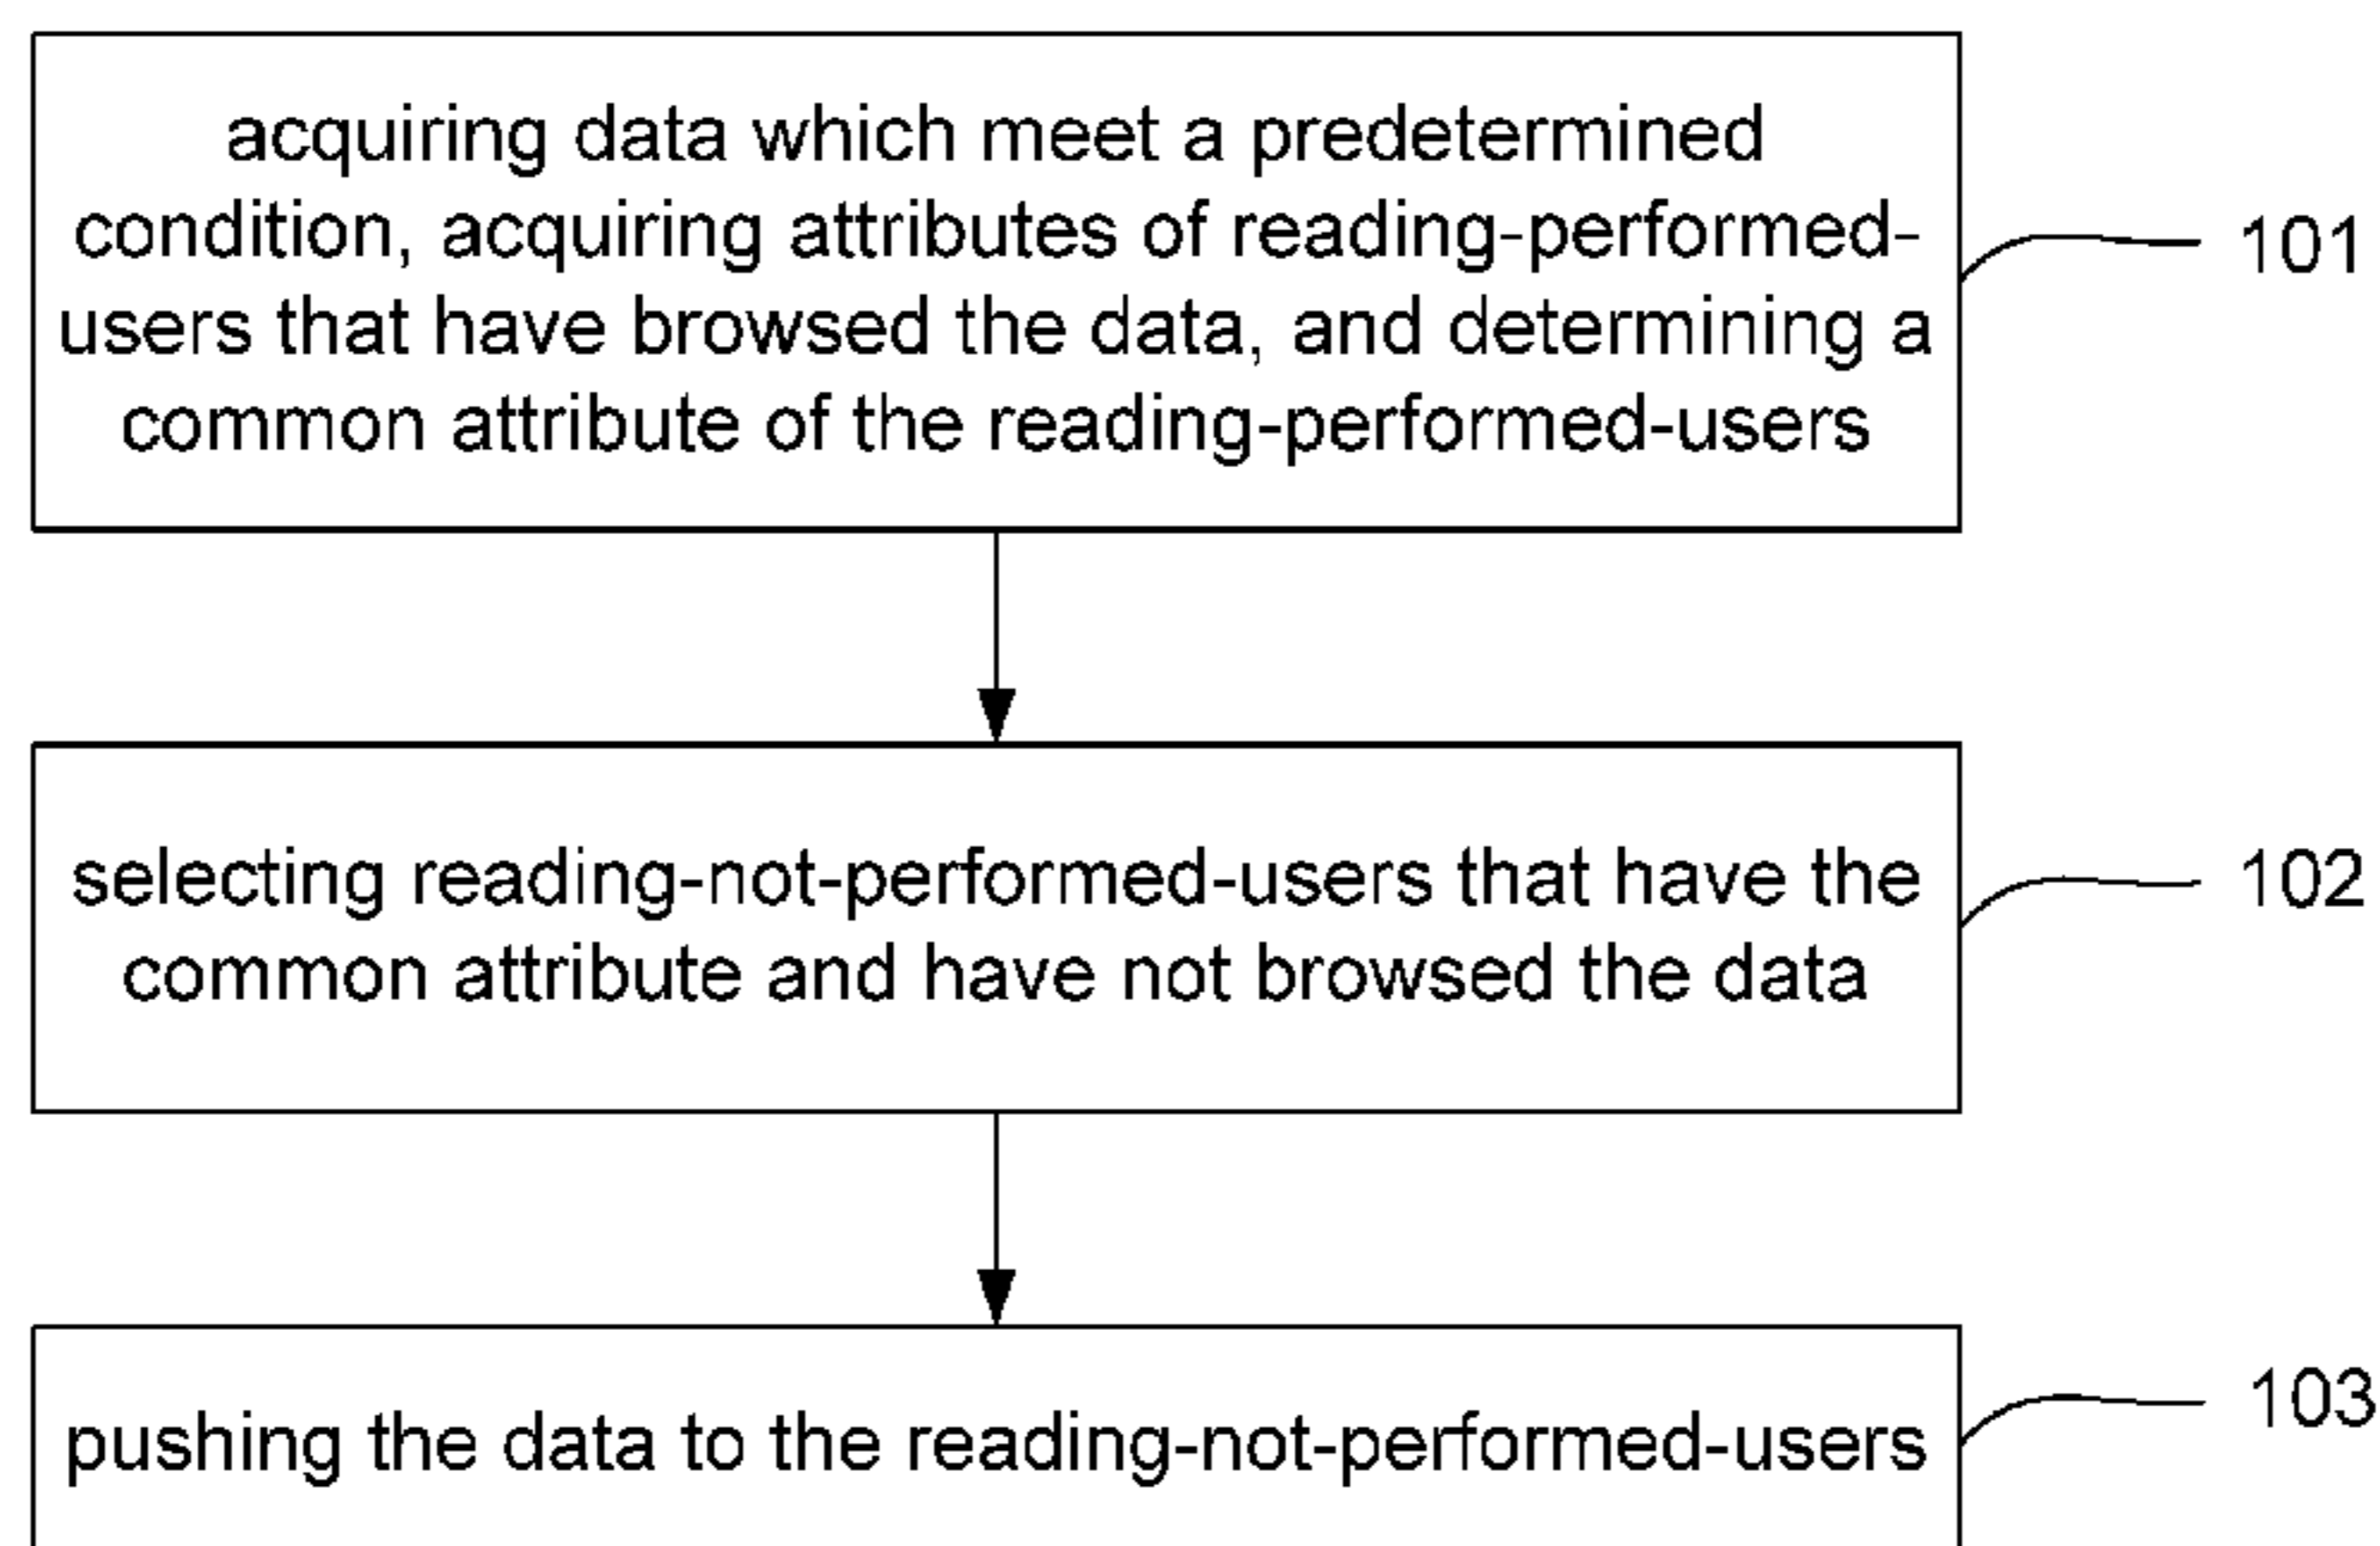 acquiring data which meet a predetermined
condition, acquiring attributes of reading-performed-
users that have browsed the data, and determining a
common attribute of the reading-performed-users
101
selecting reading-not-performed-users that have the
common attribute and have not browsed the data
102
pushing the data to the reading-not-performed-users
103